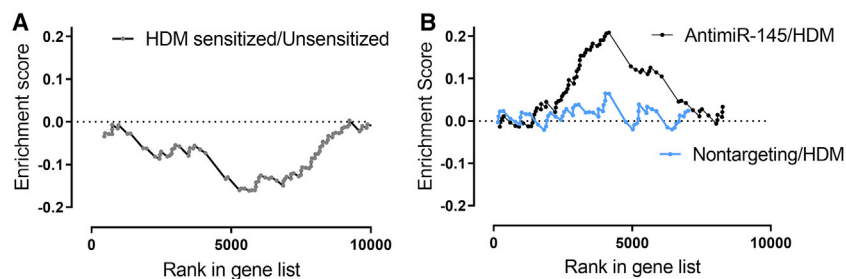 A
HDM sensitized/Unsensitized
Enrichment score
0.2
0.1
0.0
-0.1
-0.2
0
5000
10000
Rank in gene list
B
AntimiR-145/HDM
Nontargeting/HDM
Enrichment Score
0.2
0.1
0.0
-0.1
-0.2
0
5000
10000
Rank in gene list